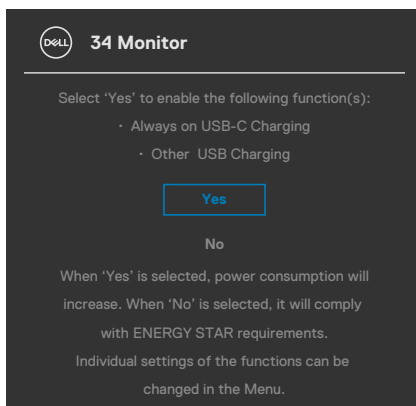 DELL
34 Monitor
Select ‘Yes’ to enable the following function(s):
· Always on USB-C Charging
· Other USB Charging
Yes
No
When ‘Yes’ is selected, power consumption will
increase. When ‘No’ is selected, it will comply
with ENERGY STAR requirements.
Individual settings of the functions can be
changed in the Menu.